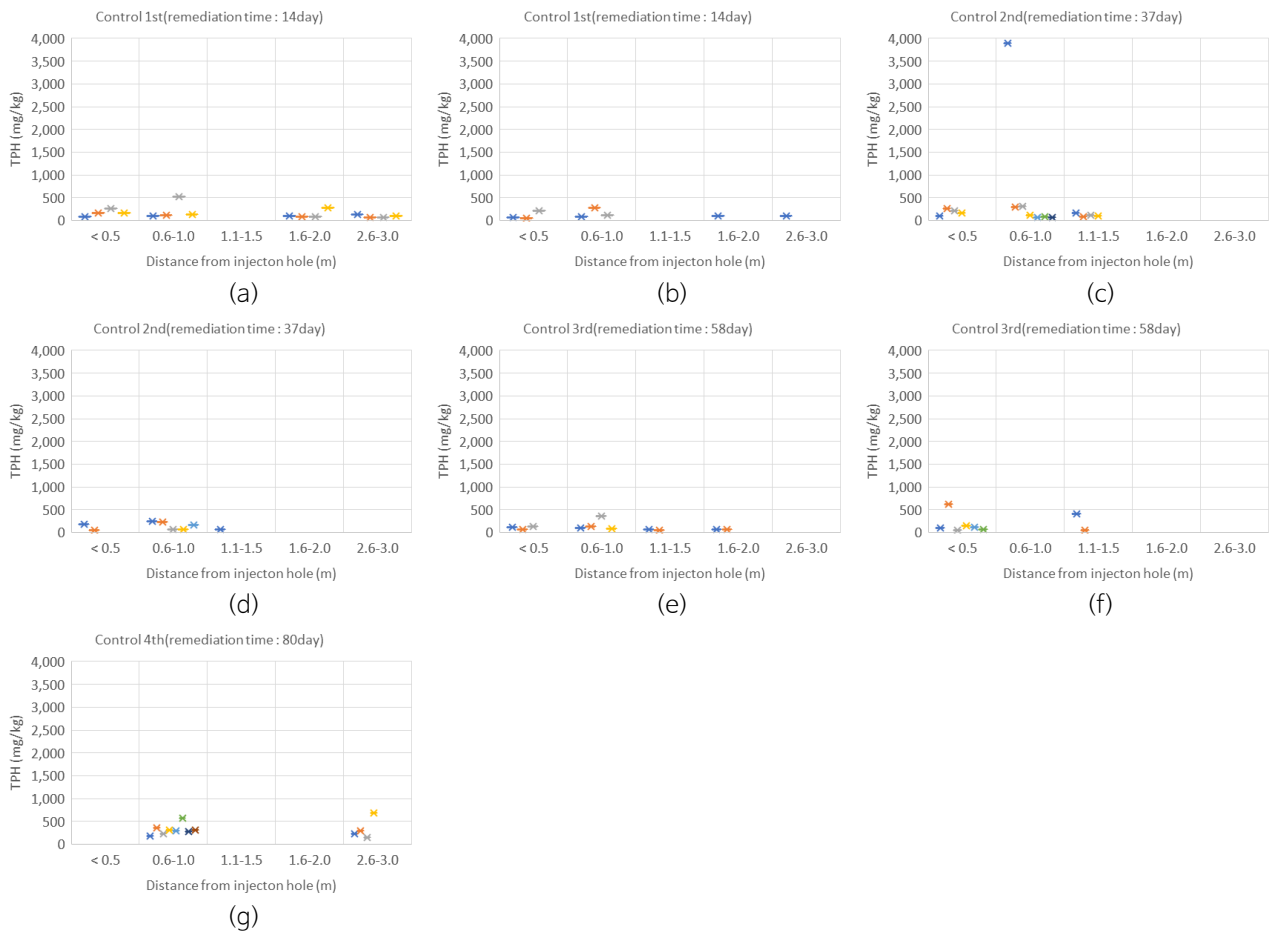 Control 1st(remediation time : 14day)
4,000
3,500
3,000
2,500
2,000
1,500
1,000
500
0
TPH (mg/kg)
< 0.5 0.6-1.0 1.1-1.5 1.6-2.0 2.6-3.0
Distance from injecton hole (m)
(a)
Control 1st(remediation time : 14day)
4,000
3,500
3,000
2,500
2,000
1,500
1,000
500
0
TPH (mg/kg)
< 0.5 0.6-1.0 1.1-1.5 1.6-2.0 2.6-3.0
Distance from injecton hole (m)
(b)
Control 2nd(remediation time : 37day)
4,000
3,500
3,000
2,500
2,000
1,500
1,000
500
0
TPH (mg/kg)
< 0.5 0.6-1.0 1.1-1.5 1.6-2.0 2.6-3.0
Distance from injecton hole (m)
(c)
Control 2nd(remediation time : 37day)
4,000
3,500
3,000
2,500
2,000
1,500
1,000
500
0
TPH (mg/kg)
< 0.5 0.6-1.0 1.1-1.5 1.6-2.0 2.6-3.0
Distance from injecton hole (m)
(d)
Control 3rd(remediation time : 58day)
4,000
3,500
3,000
2,500
2,000
1,500
1,000
500
0
TPH (mg/kg)
< 0.5 0.6-1.0 1.1-1.5 1.6-2.0 2.6-3.0
Distance from injecton hole (m)
(e)
Control 3rd(remediation time : 58day)
4,000
3,500
3,000
2,500
2,000
1,500
1,000
500
0
TPH (mg/kg)
< 0.5 0.6-1.0 1.1-1.5 1.6-2.0 2.6-3.0
Distance from injecton hole (m)
(f)
Control 4th(remediation time : 80day)
4,000
3,500
3,000
2,500
2,000
1,500
1,000
500
0
TPH (mg/kg)
< 0.5 0.6-1.0 1.1-1.5 1.6-2.0 2.6-3.0
Distance from injecton hole (m)
(g)